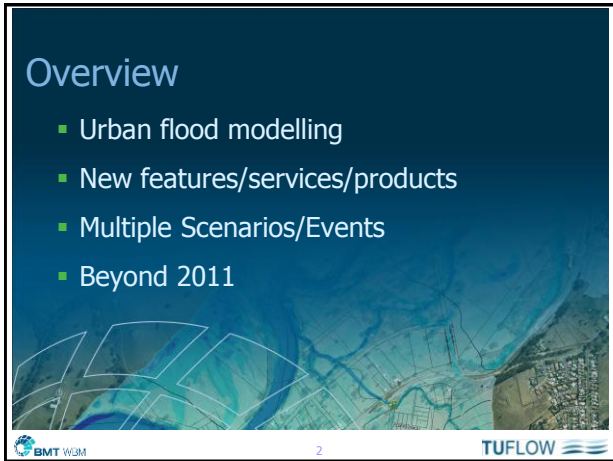 Overview
Urban flood modelling
New features/services/products
Multiple Scenarios/Events
Beyond 2011
BMT WBM
2
TUFLOW